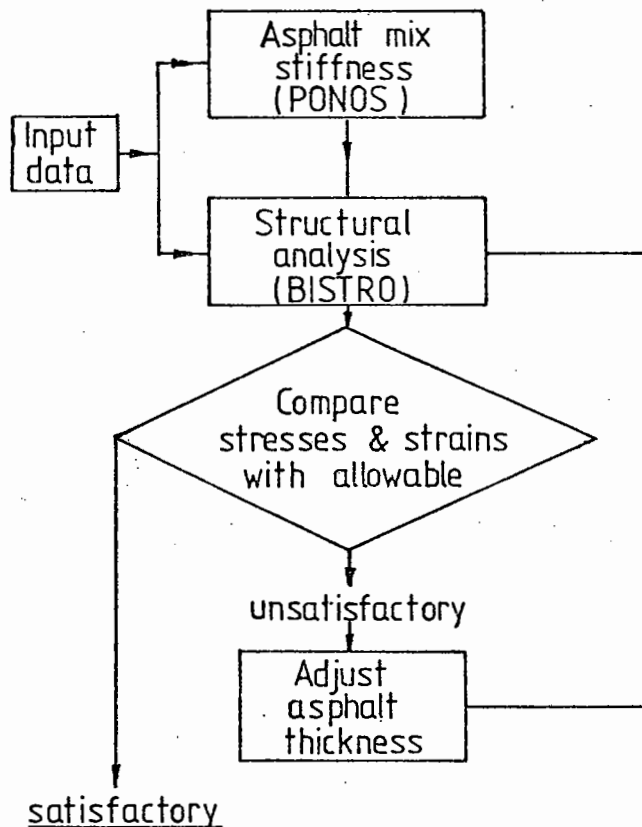 Asphalt mix
stiffness
(PONOS)
Input
data
Structural
analysis
(BISTRO)
Compare
stresses & strains
with allowable
unsatisfactory
Adjust
asphalt
thickness
satisfactory